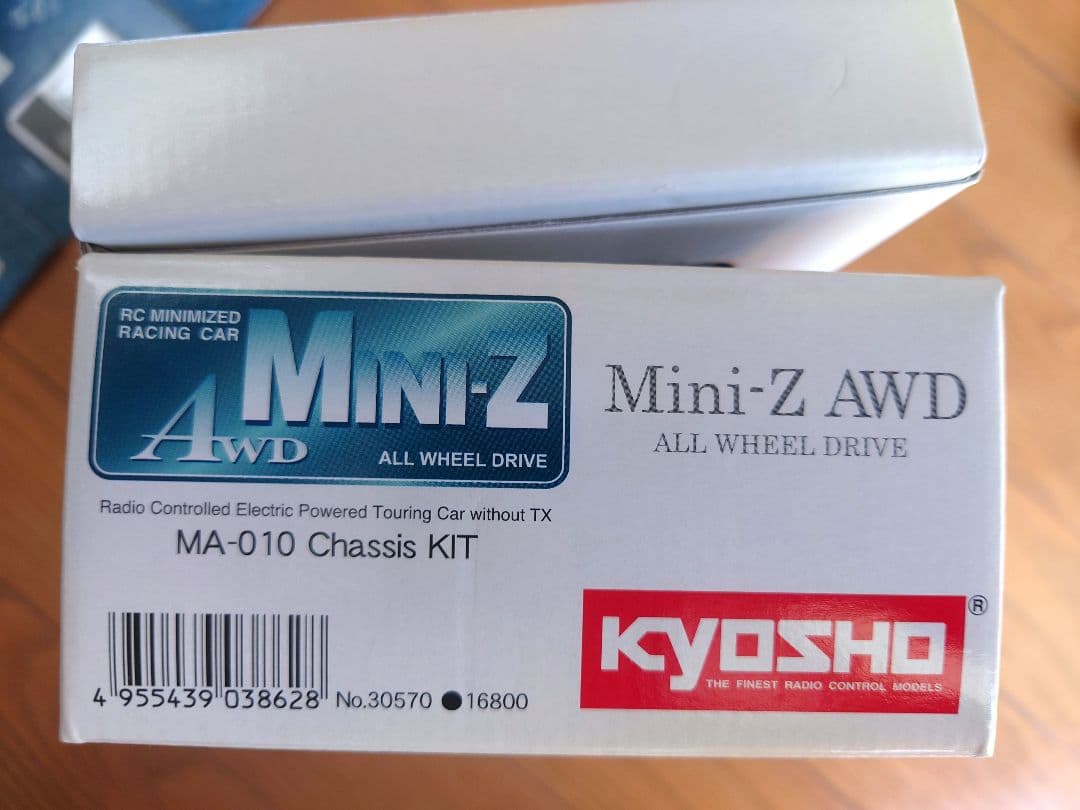 RC MINIMIZED
RACING CAR
MINI-Z
AWD
ALL WHEEL DRIVE
Mini-Z AWD
ALL WHEEL DRIVE
Radio Controlled Electric Powered Touring Car without TX
MA-010 Chassis KIT
4 955439 038628 No.30570 ●16800
KYOSHO ®
THE FINEST RADIO CONTROL MODELS